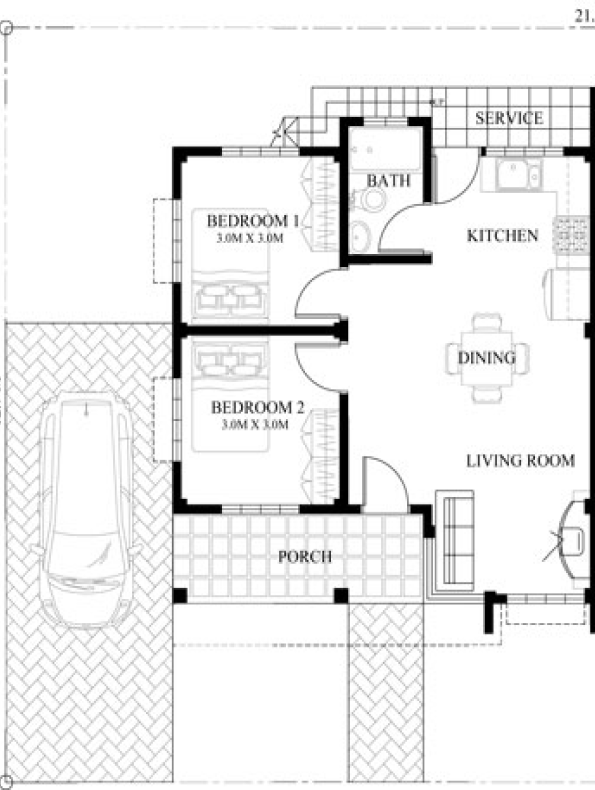 21.
UP
SERVICE
BATH
BEDROOM 1
3.0M X 3.0M
KITCHEN
DINING
BEDROOM 2
3.0M X 3.0M
LIVING ROOM
PORCH